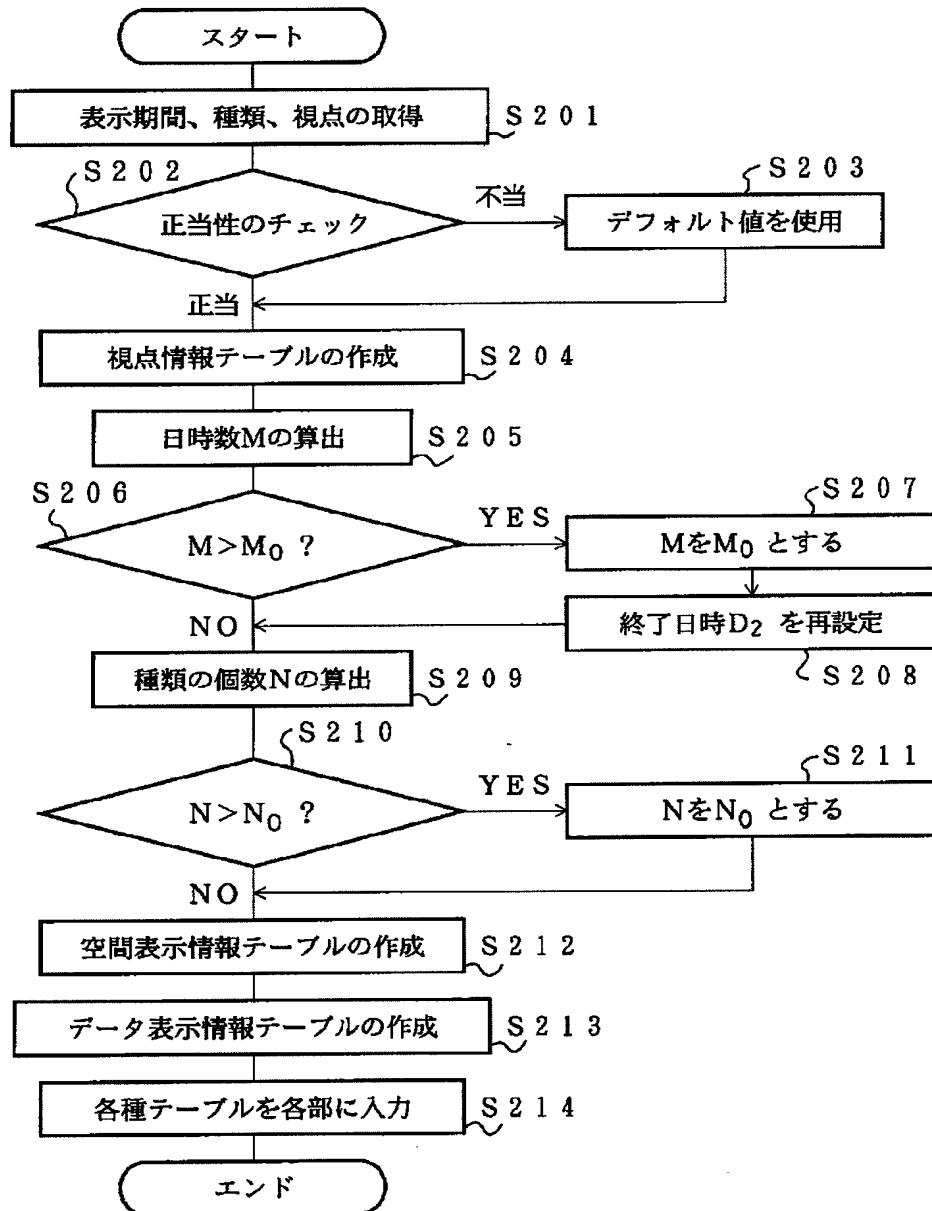 スタート
表示期間、種類、視点の取得
S201
S202
正当性のチェック
不当
S203
デフォルト値を使用
正当
視点情報テーブルの作成
S204
日時数Mの算出
S205
S206
M>M₀ ?
YES
S207
MをM₀ とする
NO
終了日時D₂ を再設定
S208
種類の個数Nの算出
S209
S210
N>N₀ ?
YES
S211
NをN₀ とする
NO
空間表示情報テーブルの作成
S212
データ表示情報テーブルの作成
S213
各種テーブルを各部に入力
S214
エンド